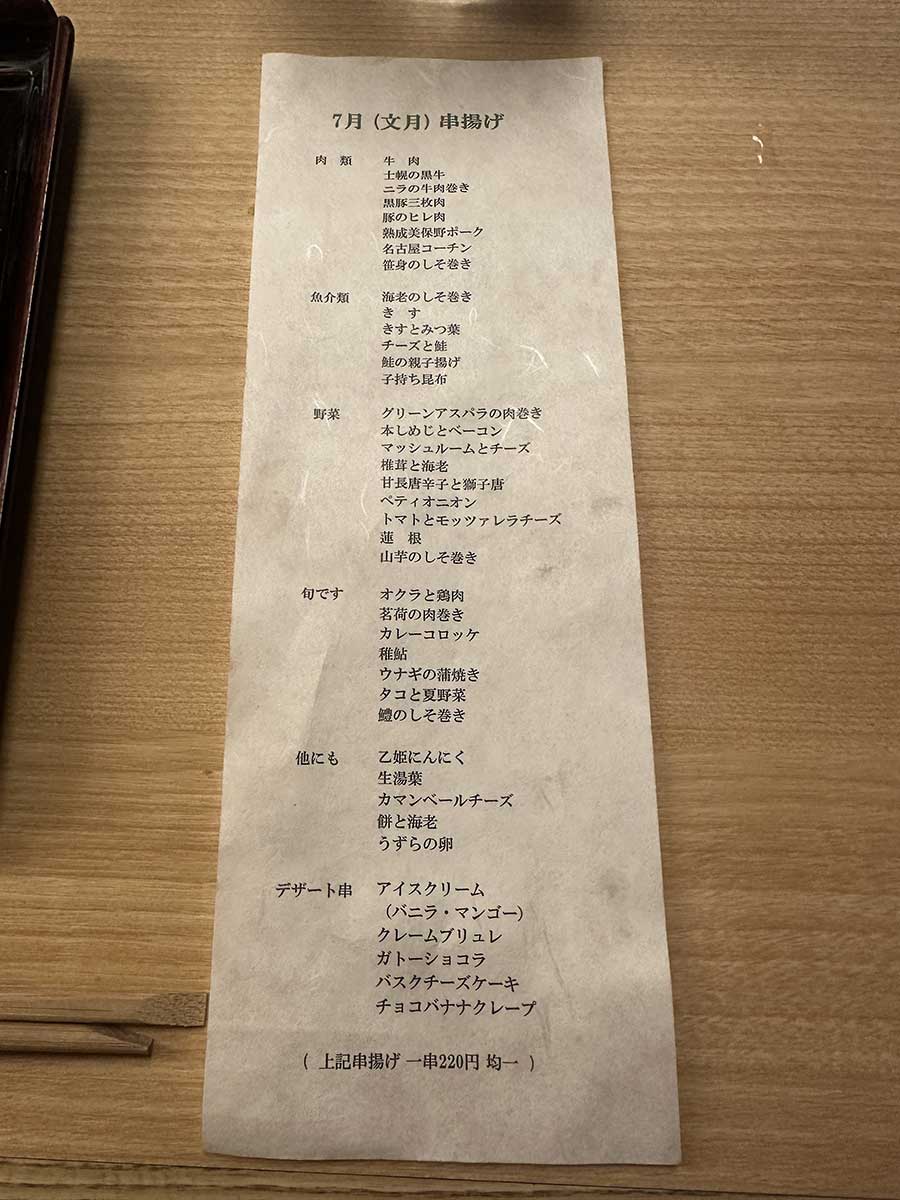 7月 (文月) 串揚げ
肉 類 牛 肉
士幌の黒牛
ニラの牛肉巻き
黒豚三枚肉
豚のヒレ肉
熟成美保野ポーク
名古屋コーチン
笹身のしそ巻き
魚介類 海老のしそ巻き
き す
きすとみつ葉
チーズと鮭
鮭の親子揚げ
子持ち昆布
野菜 グリーンアスパラの肉巻き
本しめじとベーコン
マッシュルームとチーズ
椎茸と海老
甘長唐辛子と獅子唐
ペティオニオン
トマトとモッツァレラチーズ
蓮 根
山芋のしそ巻き
旬です オクラと鶏肉
茗荷の肉巻き
カレーコロッケ
稚鮎
ウナギの蒲焼き
タコと夏野菜
鱧のしそ巻き
他にも 乙姫にんにく
生湯葉
カマンベールチーズ
餅と海老
うずらの卵
デザート串 アイスクリーム
（バニラ・マンゴー）
クレームブリュレ
ガトーショコラ
バスクチーズケーキ
チョコバナナクレープ
( 上記串揚げ 一串220円 均一 )